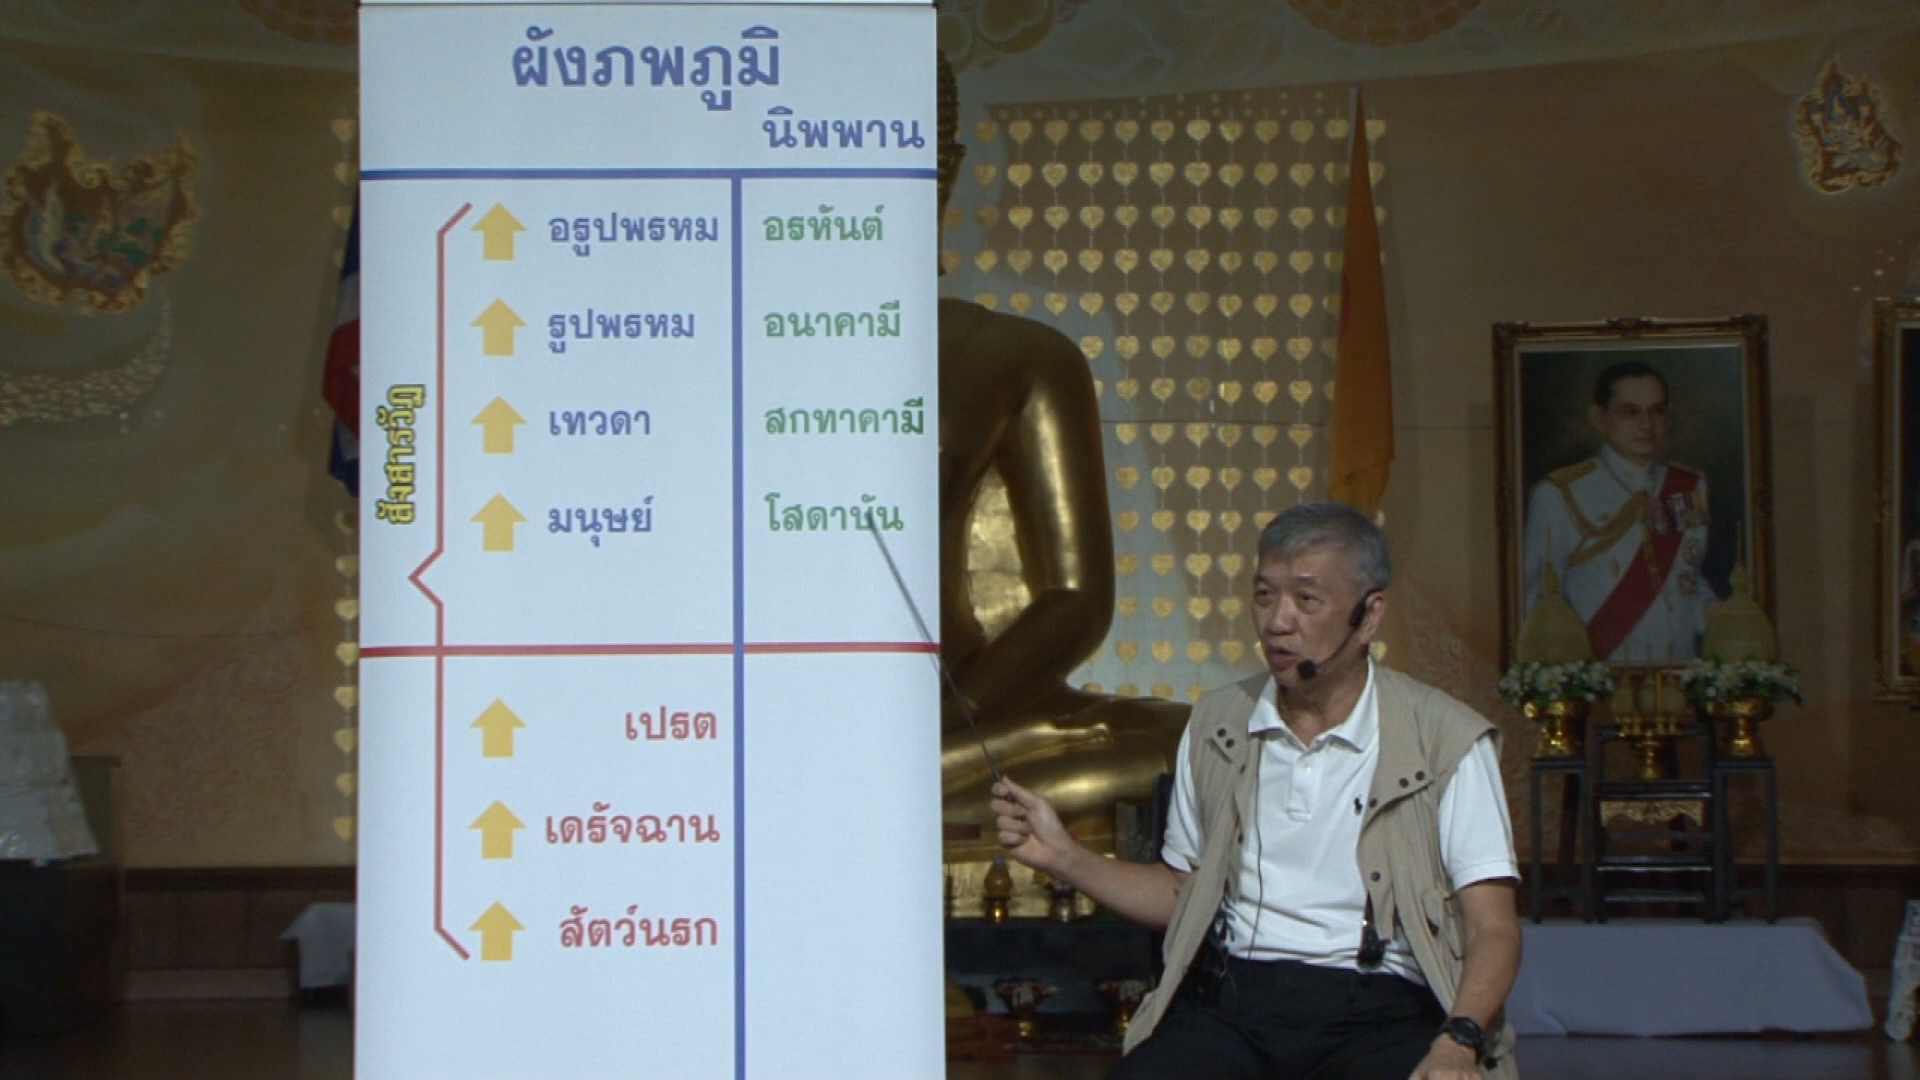 ผังภพภูมิ
นิพพาน
อรูปพรหม อรหันต์
รูปพรหม อนาคามี
เทวดา สกทาคามี
สังสารวัฏ
มนุษย์ โสดาบัน
เปรต
เดรัจฉาน
สัตว์นรก